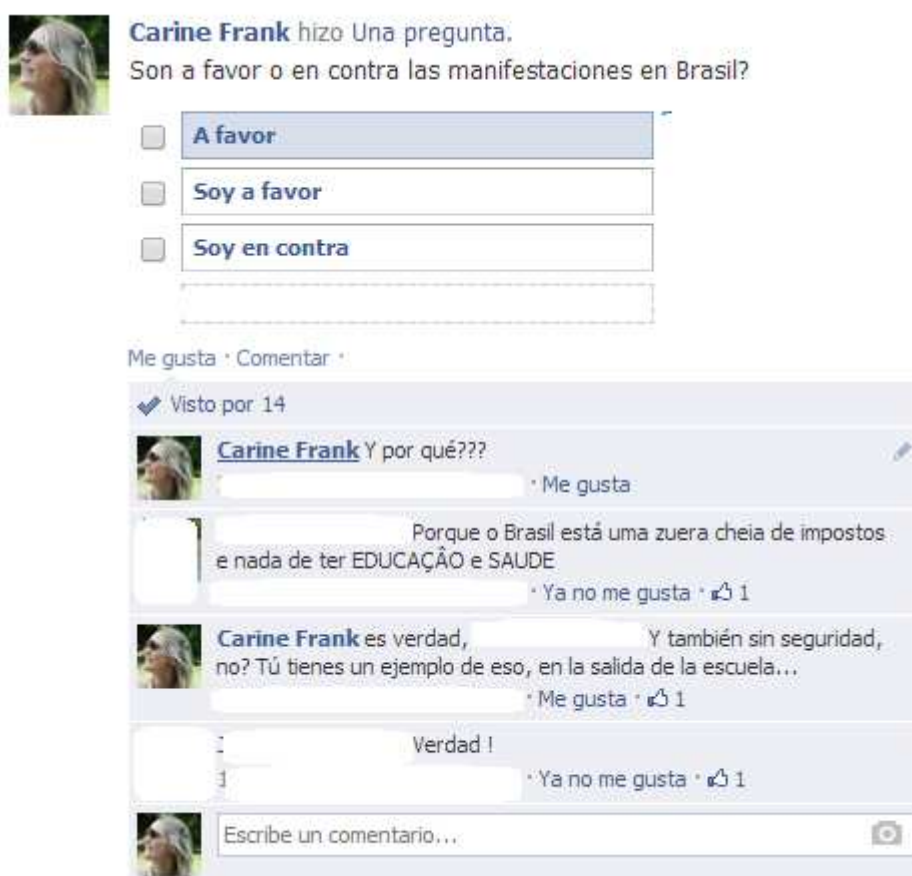 Carine Frank hizo Una pregunta.
Son a favor o en contra las manifestaciones en Brasil?
A favor
Soy a favor
Soy en contra
Me gusta · Comentar ·
Visto por 14
Carine Frank Y por qué???
· Me gusta
Porque o Brasil está uma zuera cheia de impostos
e nada de ter EDUCAÇÂO e SAUDE
· Ya no me gusta · 1
Carine Frank es verdad, Y también sin seguridad,
no? Tú tienes un ejemplo de eso, en la salida de la escuela...
· Me gusta · 1
Verdad !
· Ya no me gusta · 1
Escribe un comentario...